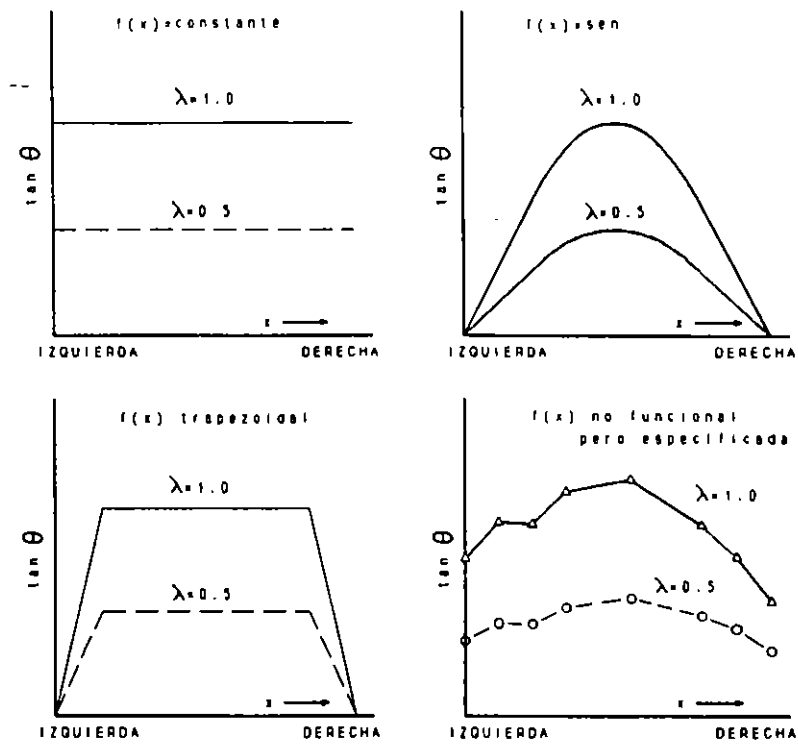 f(x)=constante
λ=1.0
tan θ
λ=0.5
x
IZQUIERDA DERECHA
f(x)=sen
λ=1.0
tan θ
λ=0.5
x
IZQUIERDA DERECHA
f(x) trapezoidal
λ=1.0
tan θ
λ=0.5
x
IZQUIERDA DERECHA
f(x) no funcional
pero especificada
λ=1.0
tan θ
λ=0.5
x
IZQUIERDA DERECHA